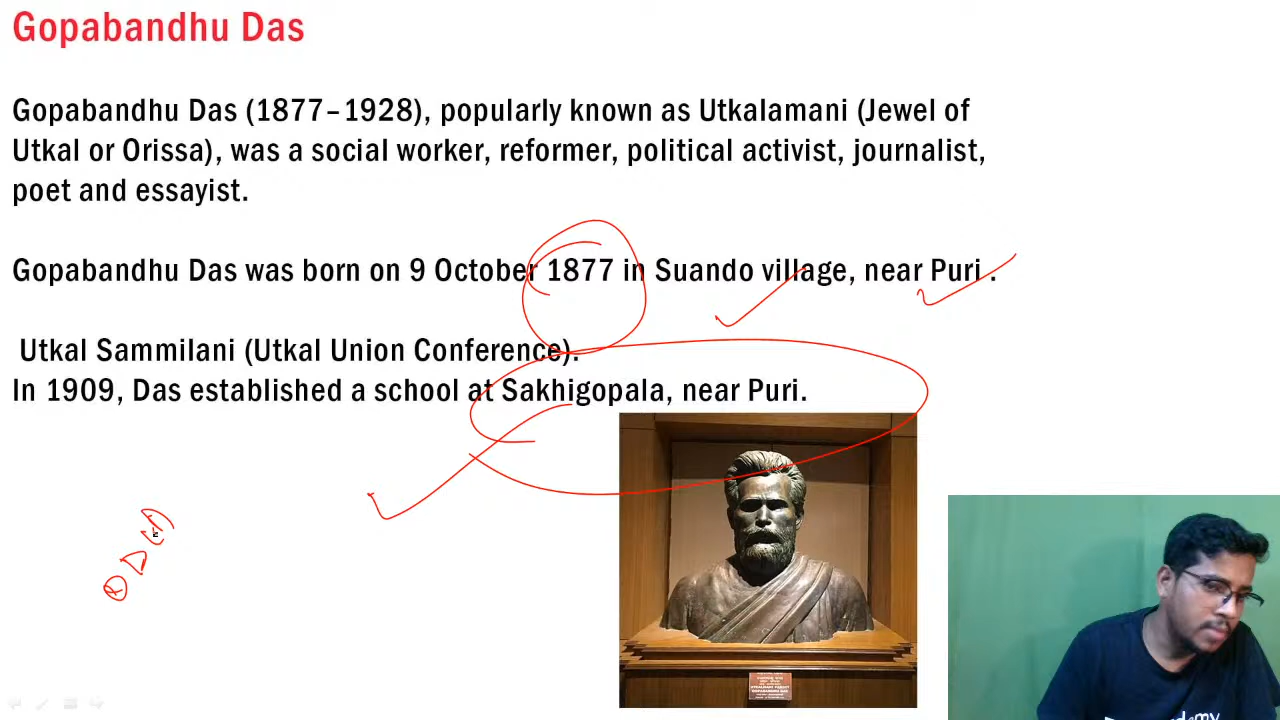 Gopabandhu Das
Gopabandhu Das (1877–1928), popularly known as Utkalamani (Jewel of
Utkal or Orissa), was a social worker, reformer, political activist, journalist,
poet and essayist.
Gopabandhu Das was born on 9 October 1877 in Suando village, near Puri .
Utkal Sammilani (Utkal Union Conference).
In 1909, Das established a school at Sakhigopala, near Puri.
GOPABANDHU DAS